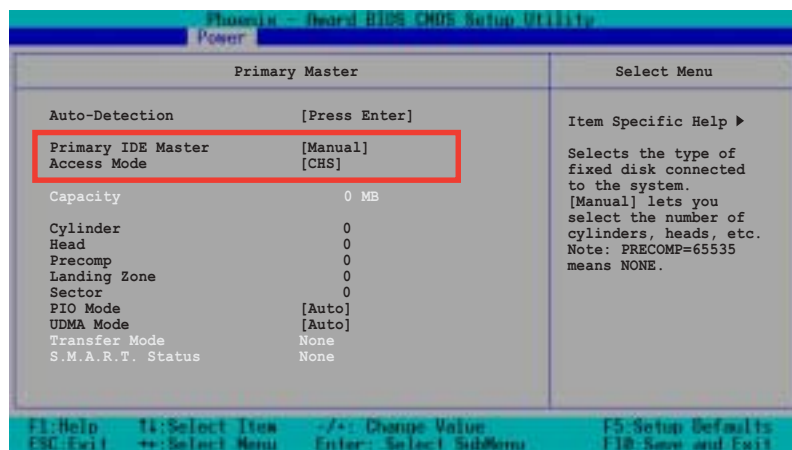 Phoenix - Award BIOS CMOS Setup Utility
Power
Primary Master
Select Menu
Auto-Detection [Press Enter]
Primary IDE Master [Manual]
Access Mode [CHS]
Capacity 0 MB
Cylinder 0
Head 0
Precomp 0
Landing Zone 0
Sector 0
PIO Mode [Auto]
UDMA Mode [Auto]
Transfer Mode None
S.M.A.R.T. Status None
Item Specific Help ▶
Selects the type of
fixed disk connected
to the system.
[Manual] lets you
select the number of
cylinders, heads, etc.
Note: PRECOMP=65535
means NONE.
F1:Help ↑↓:Select Item -/+: Change Value F5:Setup Defaults
ESC:Exit ↔:Select Menu Enter: Select SubMenu F10:Save and Exit